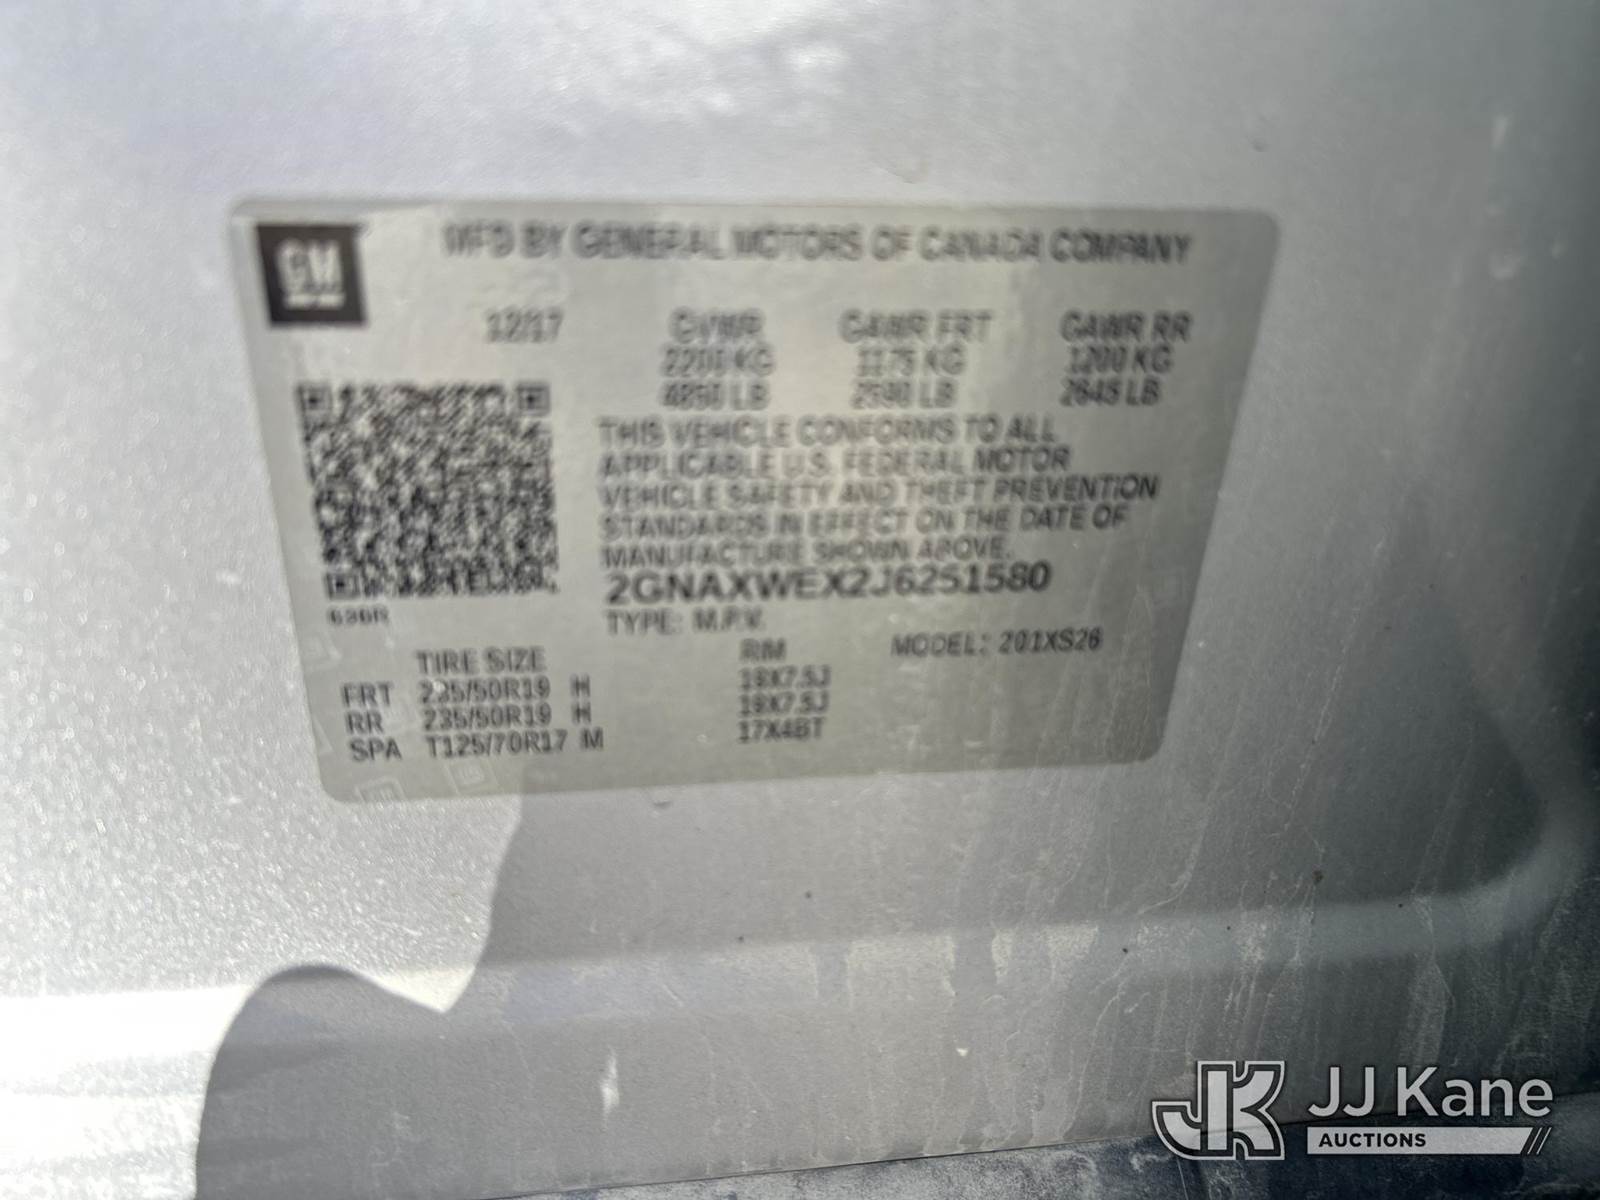 GM
MFD BY GENERAL MOTORS OF CANADA COMPANY
12/17 GVWR GAWR FRT GAWR RR
2200 KG 1175 KG 1200 KG
4850 LB 2590 LB 2645 LB
THIS VEHICLE CONFORMS TO ALL
APPLICABLE U.S. FEDERAL MOTOR
VEHICLE SAFETY AND THEFT PREVENTION
STANDARDS IN EFFECT ON THE DATE OF
MANUFACTURE SHOWN ABOVE.
2GNAXWEX2J6251580
636R
TYPE: M.P.V.
MODEL: 201XS26
TIRE SIZE RIM
FRT 235/50R19 H 19X7.5J
RR 235/50R19 H 19X7.5J
SPA T125/70R17 M 17X4BT
JK JJ Kane
AUCTIONS